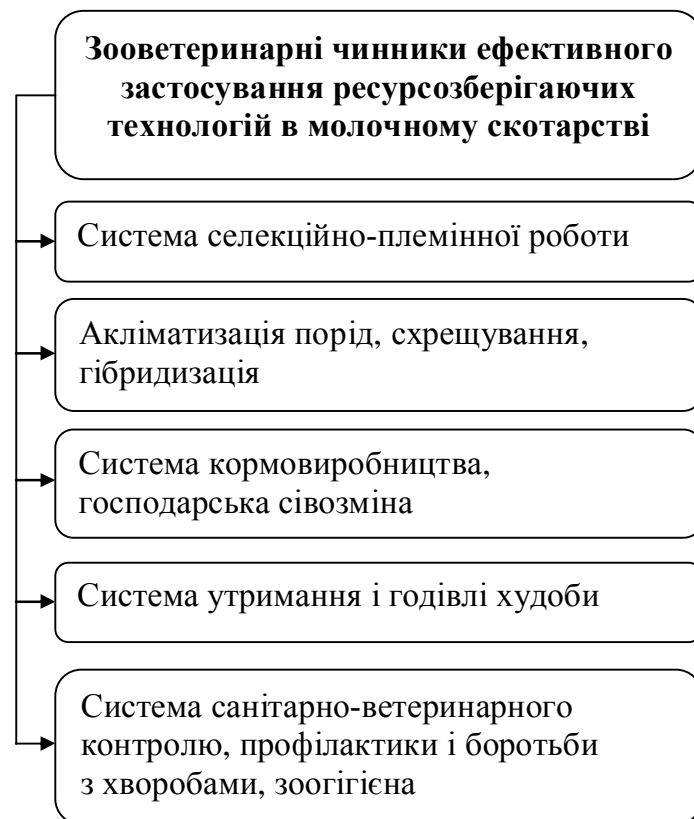 Зооветеринарні чинники ефективного
застосування ресурсозберігаючих
технологій в молочному скотарстві
Система селекційно-племінної роботи
Акліматизація порід, схрещування,
гібридизація
Система кормовиробництва,
господарська сівозміна
Система утримання і годівлі худоби
Система санітарно-ветеринарного
контролю, профілактики і боротьби
з хворобами, зоогігієна